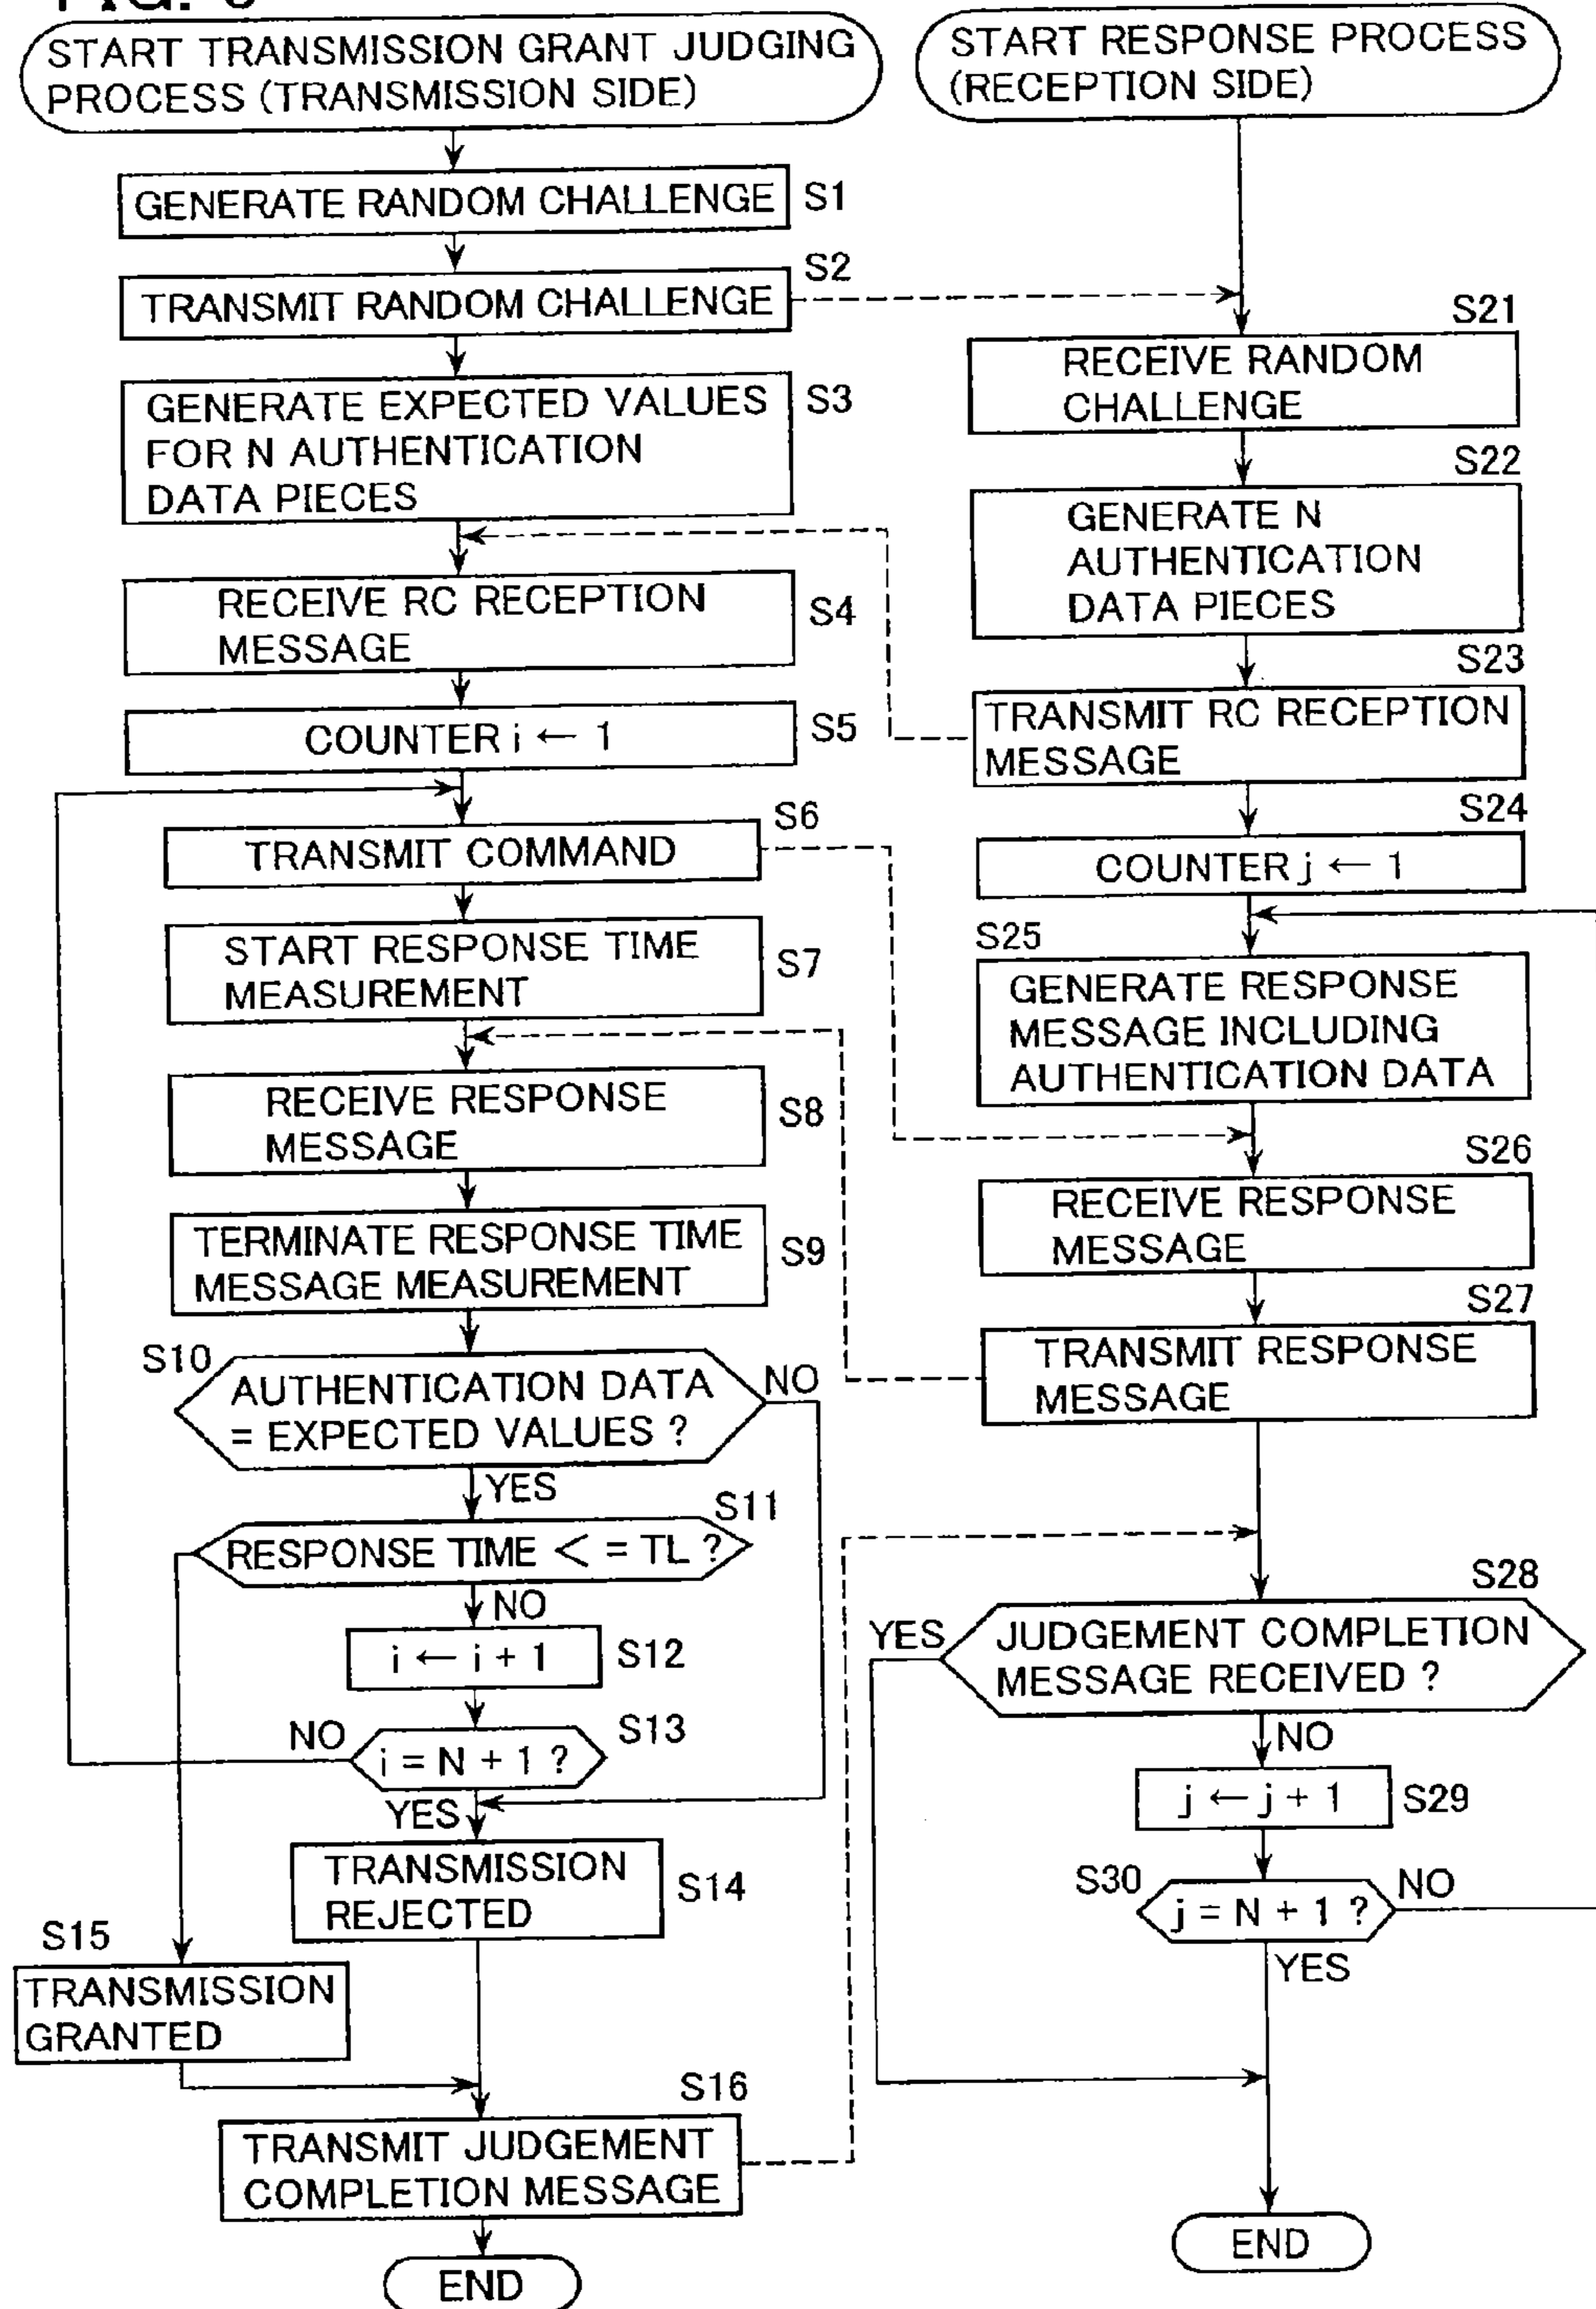 START TRANSMISSION GRANT JUDGING
PROCESS (TRANSMISSION SIDE)
GENERATE RANDOM CHALLENGE
S1
TRANSMIT RANDOM CHALLENGE
S2
GENERATE EXPECTED VALUES
FOR N AUTHENTICATION
DATA PIECES
S3
RECEIVE RC RECEPTION
MESSAGE
S4
COUNTER i ← 1
S5
S6
TRANSMIT COMMAND
START RESPONSE TIME
MEASUREMENT
S7
RECEIVE RESPONSE
MESSAGE
S8
TERMINATE RESPONSE TIME
MESSAGE MEASUREMENT
S9
S10
AUTHENTICATION DATA
= EXPECTED VALUES ?
NO
YES
S11
RESPONSE TIME < = TL ?
NO
i ← i + 1
S12
NO
i = N + 1 ?
S13
YES
TRANSMISSION
REJECTED
S14
S15
TRANSMISSION
GRANTED
S16
TRANSMIT JUDGEMENT
COMPLETION MESSAGE
END
START RESPONSE PROCESS
(RECEPTION SIDE)
S21
RECEIVE RANDOM
CHALLENGE
S22
GENERATE N
AUTHENTICATION
DATA PIECES
S23
TRANSMIT RC RECEPTION
MESSAGE
S24
COUNTER j ← 1
S25
GENERATE RESPONSE
MESSAGE INCLUDING
AUTHENTICATION DATA
S26
RECEIVE RESPONSE
MESSAGE
S27
TRANSMIT RESPONSE
MESSAGE
S28
YES
JUDGEMENT COMPLETION
MESSAGE RECEIVED ?
NO
j ← j + 1
S29
S30
j = N + 1 ?
NO
YES
END